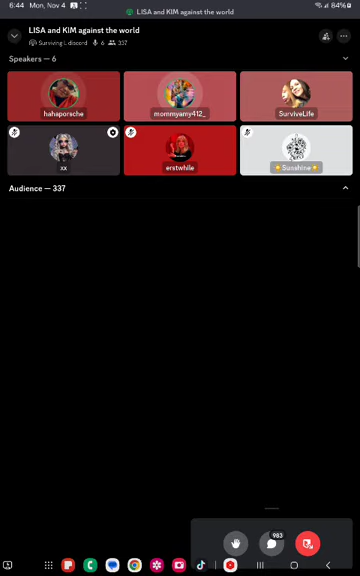 6:44 Mon, Nov 4 84%
LISA and KIM against the world
LISA and KIM against the world
Surviving L discord 6 337
Speakers — 6
hahaporsche mommyamy412_ SurviveLife
xx erstwhile Sunshine
Audience — 337
983